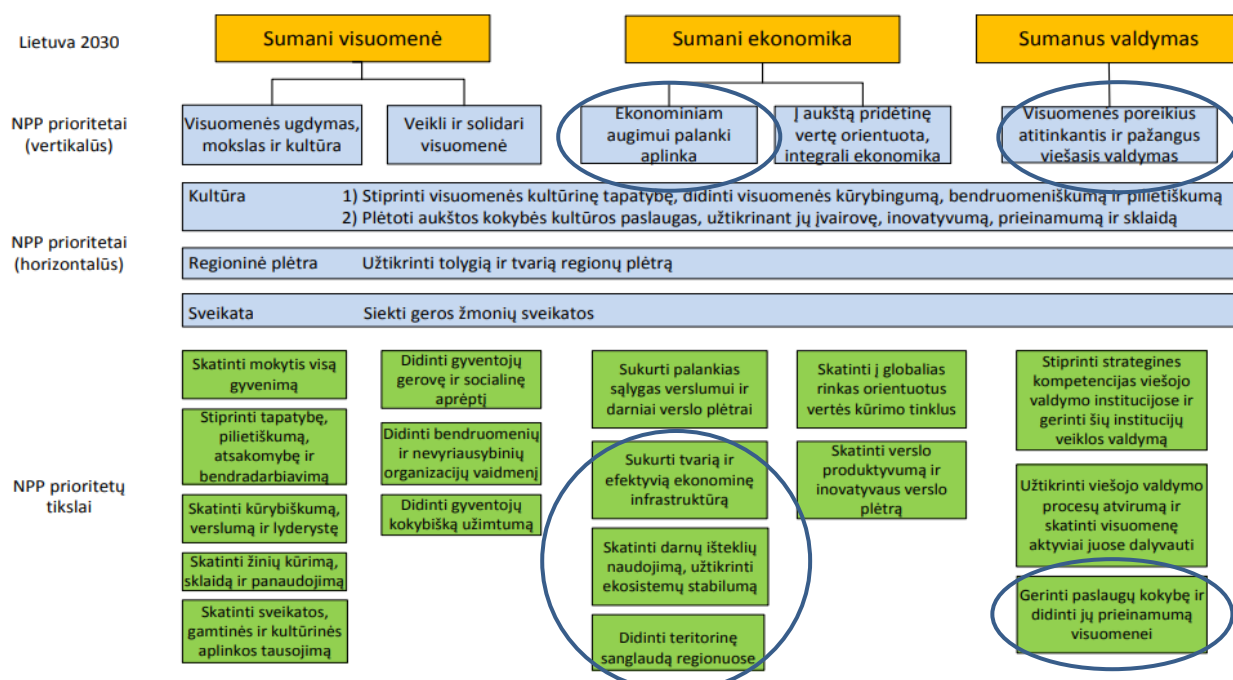 Lietuva 2030
Sumani visuomenė
Sumani ekonomika
Sumanus valdymas
NPP prioritetai
(vertikalūs)
Visuomenės ugdymas,
mokslas ir kultūra
Veikli ir solidari
visuomenė
Ekonominiam
augimui palanki
aplinka
Į aukštą pridėtinę
vertę orientuota,
integrali ekonomika
Visuomenės poreikius
atitinkantis ir pažangus
viešasis valdymas
NPP prioritetai
(horizontalūs)
Kultūra 1) Stiprinti visuomenės kultūrinę tapatybę, didinti visuomenės kūrybingumą, bendruomeniškumą ir pilietiškumą
2) Plėtoti aukštos kokybės kultūros paslaugas, užtikrinant jų įvairovę, inovatyvumą, prieinamumą ir sklaidą
Regioninė plėtra Užtikrinti tolygią ir tvarią regionų plėtrą
Sveikata Siekti geros žmonių sveikatos
NPP prioritetų
tikslai
Skatinti mokytis visą
gyvenimą
Stiprinti tapatybę,
pilietiškumą,
atsakomybę ir
bendradarbiavimą
Skatinti kūrybiškumą,
verslumą ir lyderystę
Skatinti žinių kūrimą,
sklaidą ir panaudojimą
Skatinti sveikatos,
gamtinės ir kultūrinės
aplinkos tausojimą
Didinti gyventojų
gerovę ir socialinę
aprėptį
Didinti bendruomenių
ir nevyriausybinių
organizacijų vaidmenį
Didinti gyventojų
kokybišką užimtumą
Sukurti palankias
sąlygas verslumui ir
darniai verslo plėtrai
Sukurti tvarią ir
efektyvią ekonominę
infrastruktūrą
Skatinti darnų išteklių
naudojimą, užtikrinti
ekosistemų stabilumą
Didinti teritorinę
sanglaudą regionuose
Skatinti į globalias
rinkas orientuotus
vertės kūrimo tinklus
Skatinti verslo
produktyvumą ir
inovatyvaus verslo
plėtrą
Stiprinti strategines
kompetencijas viešojo
valdymo institucijose ir
gerinti šių institucijų
veiklos valdymą
Užtikrinti viešojo valdymo
procesų atvirumą ir
skatinti visuomenę
aktyviai juose dalyvauti
Gerinti paslaugų kokybę ir
didinti jų prieinamumą
visuomenei